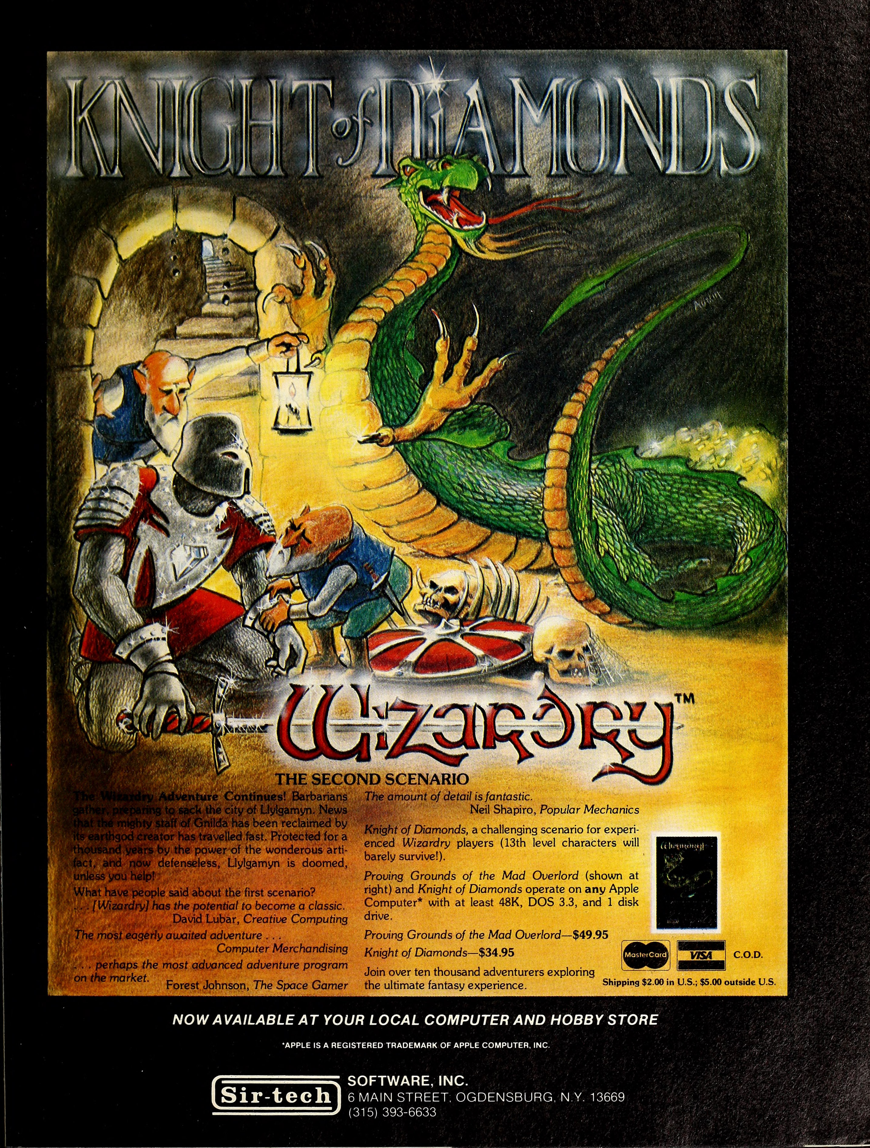 KNIGHT of DIAMONDS
Wizardry™
THE SECOND SCENARIO
The Wizardry Adventure Continues! Barbarians
gather, preparing to sack the city of Llylgamyn. News
that the mighty staff of Gnilda has been reclaimed by
its earthgod creator has travelled fast. Protected for a
thousand years by the power of the wonderous arti-
fact, and now defenseless, Llylgamyn is doomed,
unless you help!
What have people said about the first scenario?
. . . [Wizardry] has the potential to become a classic.
David Lubar, Creative Computing
The most eagerly awaited adventure . . .
Computer Merchandising
. . . perhaps the most advanced adventure program
on the market.
Forest Johnson, The Space Gamer
The amount of detail is fantastic.
Neil Shapiro, Popular Mechanics
Knight of Diamonds, a challenging scenario for experi-
enced Wizardry players (13th level characters will
barely survive!).
Proving Grounds of the Mad Overlord (shown at
right) and Knight of Diamonds operate on any Apple
Computer* with at least 48K, DOS 3.3, and 1 disk
drive.
Proving Grounds of the Mad Overlord—$49.95
Knight of Diamonds—$34.95
Join over ten thousand adventurers exploring
the ultimate fantasy experience.
Wizardry
MasterCard
VISA
C.O.D.
Shipping $2.00 in U.S.; $5.00 outside U.S.
NOW AVAILABLE AT YOUR LOCAL COMPUTER AND HOBBY STORE
*APPLE IS A REGISTERED TRADEMARK OF APPLE COMPUTER, INC.
Sir-tech
SOFTWARE, INC.
6 MAIN STREET, OGDENSBURG, N.Y. 13669
(315) 393-6633